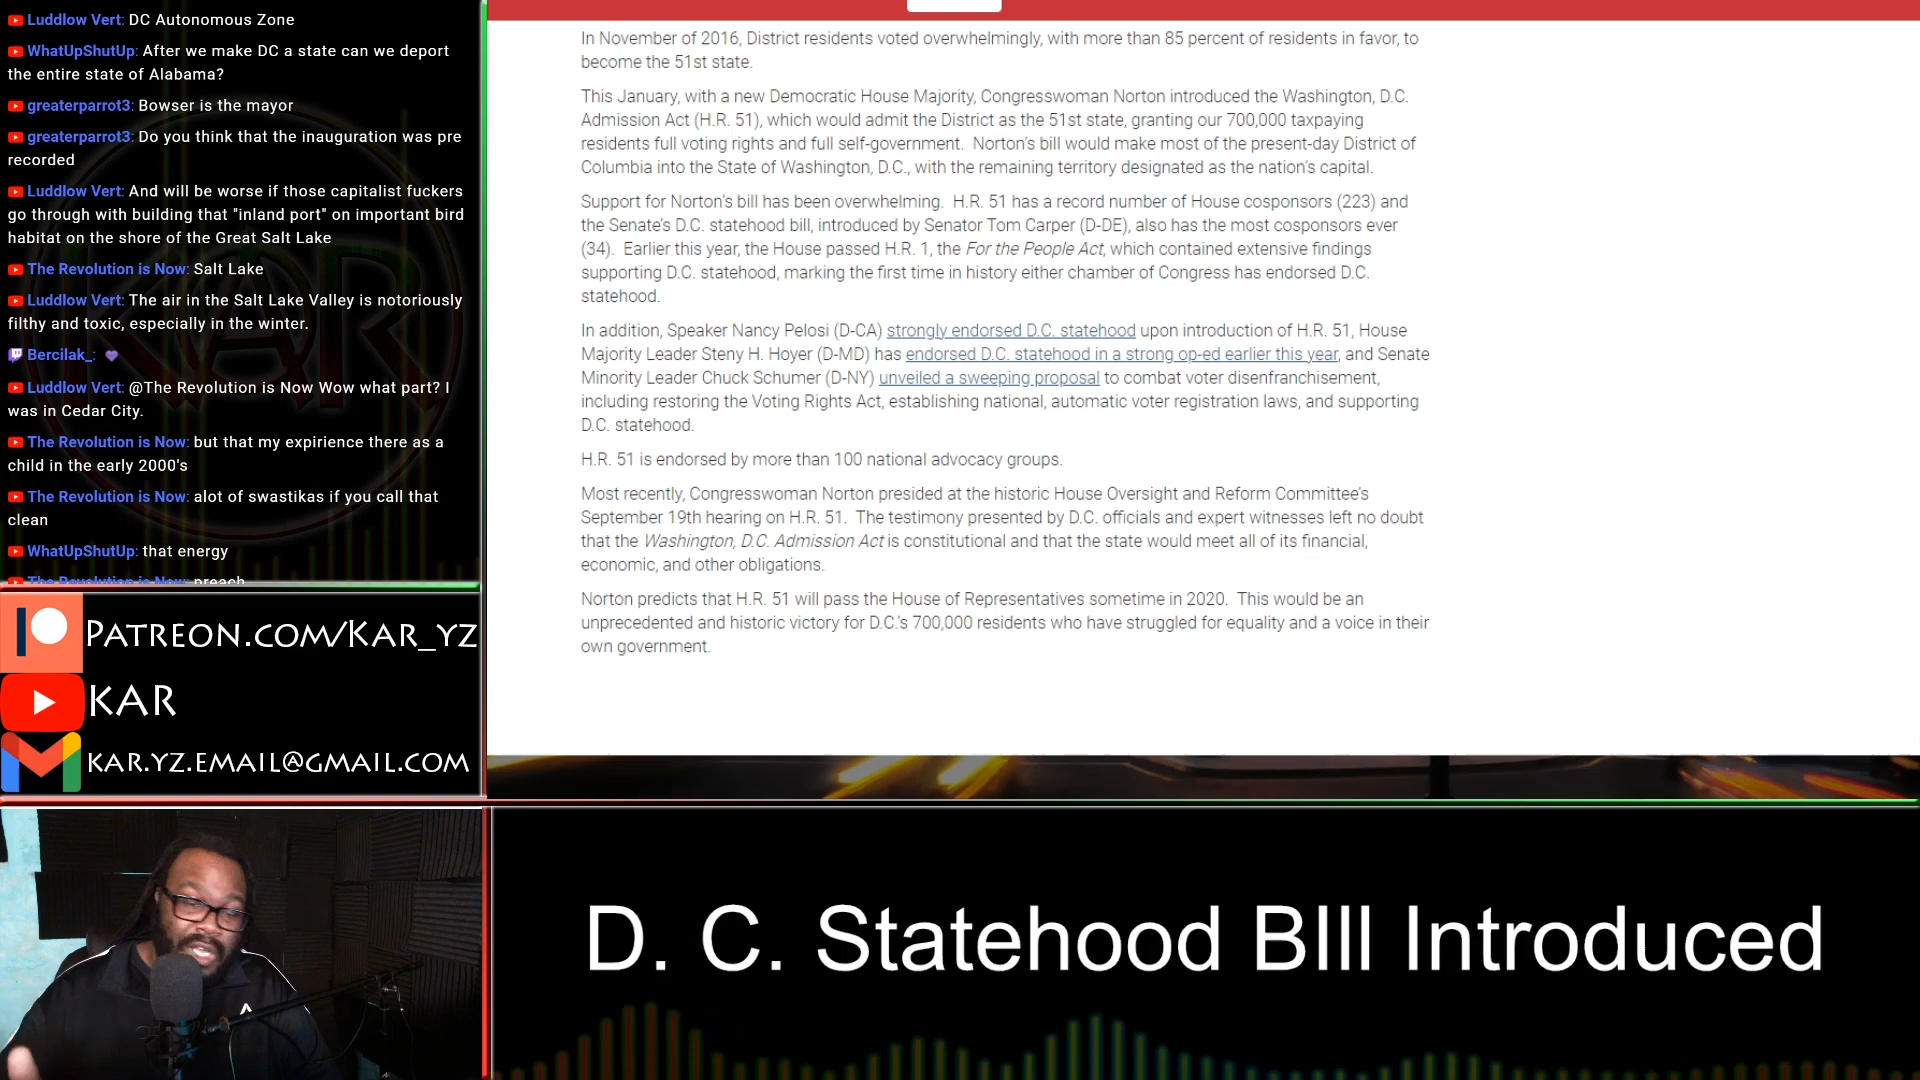 Luddlow Vert: DC Autonomous Zone
WhatUpShutUp: After we make DC a state can we deport
the entire state of Alabama?
greaterparrot3: Bowser is the mayor
greaterparrot3: Do you think that the inauguration was pre
recorded
Luddlow Vert: And will be worse if those capitalist fuckers
go through with building that "inland port" on important bird
habitat on the shore of the Great Salt Lake
The Revolution is Now: Salt Lake
Luddlow Vert: The air in the Salt Lake Valley is notoriously
filthy and toxic, especially in the winter.
Bercilak_:
Luddlow Vert: @The Revolution is Now Wow what part? I
was in Cedar City.
The Revolution is Now: but that my expirience there as a
child in the early 2000's
The Revolution is Now: alot of swastikas if you call that
clean
WhatUpShutUp: that energy
The Revolution is Now: preach
Patreon.com/Kar_yz
KAR
kar.yz.email@gmail.com
In November of 2016, District residents voted overwhelmingly, with more than 85 percent of residents in favor, to
become the 51st state.
This January, with a new Democratic House Majority, Congresswoman Norton introduced the Washington, D.C.
Admission Act (H.R. 51), which would admit the District as the 51st state, granting our 700,000 taxpaying
residents full voting rights and full self-government. Norton's bill would make most of the present-day District of
Columbia into the State of Washington, D.C., with the remaining territory designated as the nation's capital.
Support for Norton's bill has been overwhelming. H.R. 51 has a record number of House cosponsors (223) and
the Senate's D.C. statehood bill, introduced by Senator Tom Carper (D-DE), also has the most cosponsors ever
(34). Earlier this year, the House passed H.R. 1, the For the People Act, which contained extensive findings
supporting D.C. statehood, marking the first time in history either chamber of Congress has endorsed D.C.
statehood.
In addition, Speaker Nancy Pelosi (D-CA) strongly endorsed D.C. statehood upon introduction of H.R. 51, House
Majority Leader Steny H. Hoyer (D-MD) has endorsed D.C. statehood in a strong op-ed earlier this year, and Senate
Minority Leader Chuck Schumer (D-NY) unveiled a sweeping proposal to combat voter disenfranchisement,
including restoring the Voting Rights Act, establishing national, automatic voter registration laws, and supporting
D.C. statehood.
H.R. 51 is endorsed by more than 100 national advocacy groups.
Most recently, Congresswoman Norton presided at the historic House Oversight and Reform Committee's
September 19th hearing on H.R. 51. The testimony presented by D.C. officials and expert witnesses left no doubt
that the Washington, D.C. Admission Act is constitutional and that the state would meet all of its financial,
economic, and other obligations.
Norton predicts that H.R. 51 will pass the House of Representatives sometime in 2020. This would be an
unprecedented and historic victory for D.C.'s 700,000 residents who have struggled for equality and a voice in their
own government.
D. C. Statehood BIll Introduced